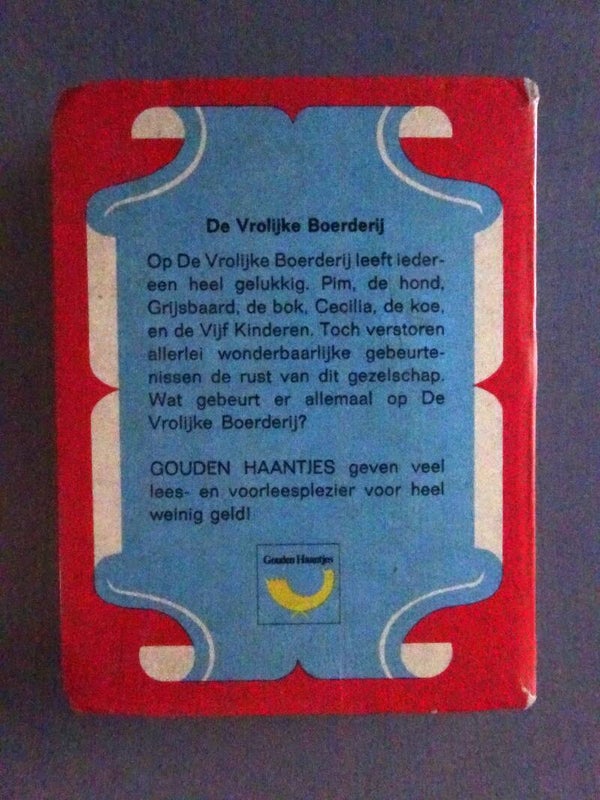 De Vrolijke Boerderij
Op De Vrolijke Boerderij leeft ieder-
een heel gelukkig. Pim, de hond,
Grijsbaard, de bok, Cecilia, de koe,
en de Vijf Kinderen. Toch verstoren
allerlei wonderbaarlijke gebeurte-
nissen de rust van dit gezelschap.
Wat gebeurt er allemaal op De
Vrolijke Boerderij?
GOUDEN HAANTJES geven veel
lees- en voorleesplezier voor heel
weinig geld!
Gouden Haantjes